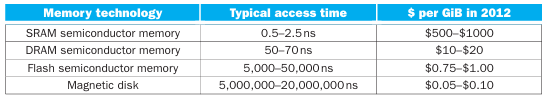 Memory technology Typical access time $ per GiB in 2012
SRAM semiconductor memory 0.5–2.5 ns $500–$1000
DRAM semiconductor memory 50–70 ns $10–$20
Flash semiconductor memory 5,000–50,000 ns $0.75–$1.00
Magnetic disk 5,000,000–20,000,000 ns $0.05–$0.10